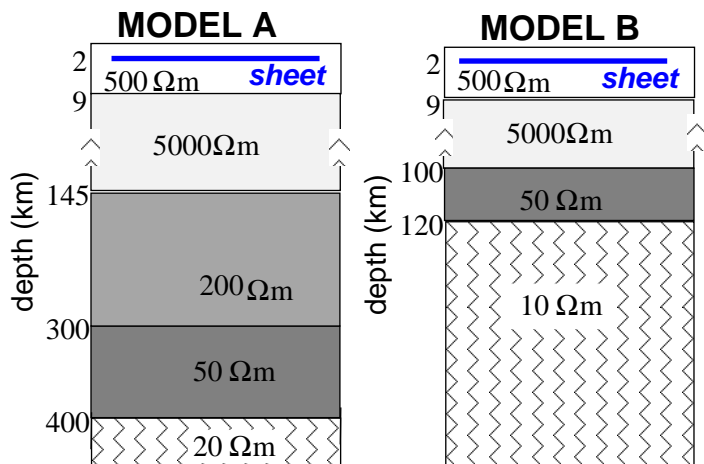 MODEL A
2
500 Ωm
sheet
9
5000Ωm
145
200 Ωm
300
50 Ωm
400
20 Ωm
depth (km)
MODEL B
2
500 Ωm
sheet
9
5000Ωm
100
50 Ωm
120
10 Ωm
depth (km)